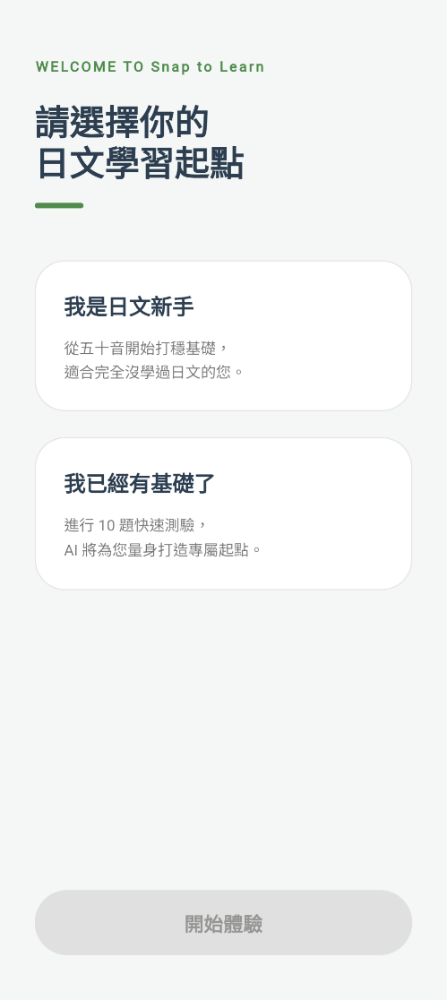 WELCOME TO Snap to Learn
請選擇你的
日文學習起點
我是日文新手
從五十音開始打穩基礎，
適合完全沒學過日文的您。
我已經有基礎了
進行 10 題快速測驗，
AI 將為您量身打造專屬起點。
開始體驗